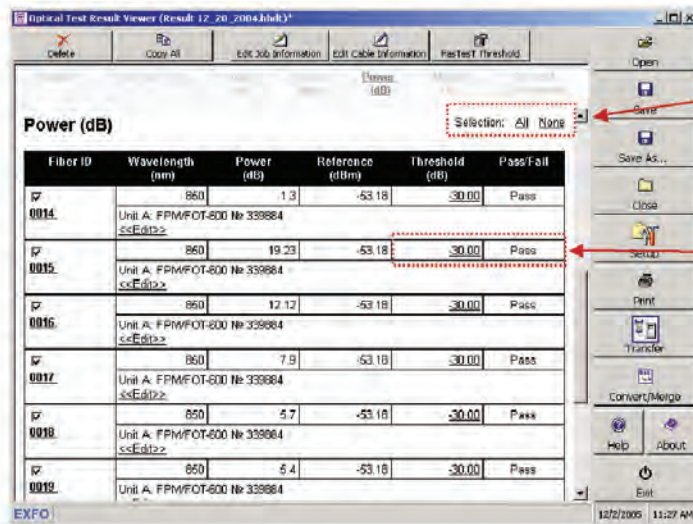 Optical Test Result Viewer (Result 12_20_2004.hhdt)*
Delete
Copy All
Edit Job Information
Edit Cable Information
FasTesT Threshold
Power
(dB)
Power (dB)
Selection: All None
Fiber ID Wavelength (nm) Power (dB) Reference (dBm) Threshold (dB) Pass/Fail
0014 850 1.3 -53.18 -30.00 Pass
Unit A: FPM/FOT-600 № 339884
<<Edit>>
0015 850 19.23 -53.18 -30.00 Pass
Unit A: FPM/FOT-600 № 339884
<<Edit>>
0016 850 12.12 -53.18 -30.00 Pass
Unit A: FPM/FOT-600 № 339884
<<Edit>>
0017 850 7.9 -53.18 -30.00 Pass
Unit A: FPM/FOT-600 № 339884
<<Edit>>
0018 850 5.7 -53.18 -30.00 Pass
Unit A: FPM/FOT-600 № 339884
<<Edit>>
0019 850 5.4 -53.18 -30.00 Pass
Unit A: FPM/FOT-600 № 339884
Open
Save
Save As...
Close
Setup
Print
Transfer
Convert/Merge
Help
About
Exit
EXFO
12/2/2005 11:27 AM